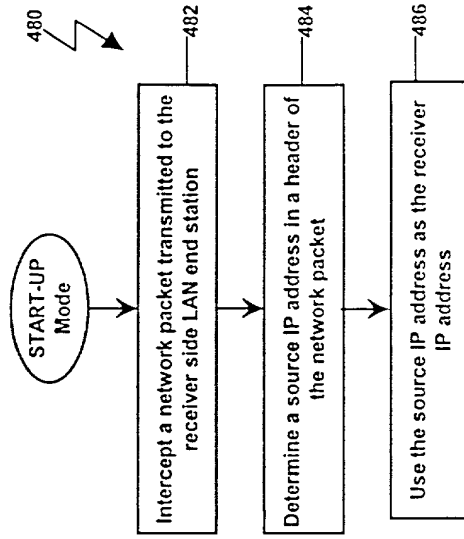 480
START-UP
Mode
Intercept a network packet transmitted to the
receiver side LAN end station
482
Determine a source IP address in a header of
the network packet
484
Use the source IP address as the receiver
IP address
486